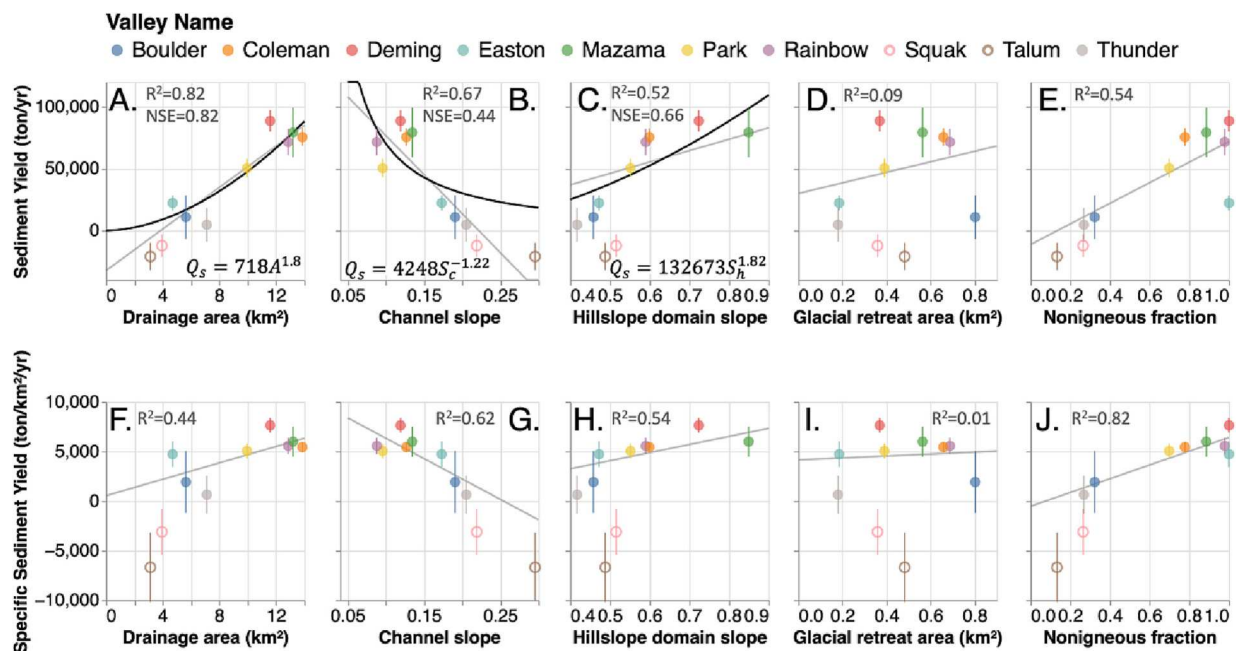 Valley Name
Boulder Coleman Deming Easton Mazama Park Rainbow Squak Talum Thunder
Sediment Yield (ton/yr)
100,000
50,000
0
A.
R²=0.82
NSE=0.82
Qs = 718A^1.8
0 4 8 12
Drainage area (km²)
B.
R²=0.67
NSE=0.44
Qs = 4248Sc^−1.22
0.05 0.15 0.25
Channel slope
C.
R²=0.52
NSE=0.66
Qs = 132673Sh^1.82
0.4 0.5 0.6 0.7 0.8 0.9
Hillslope domain slope
D.
R²=0.09
0.0 0.2 0.4 0.6 0.8
Glacial retreat area (km²)
E.
R²=0.54
0.0 0.2 0.4 0.6 0.8 1.0
Nonigneous fraction
Specific Sediment Yield (ton/km²/yr)
10,000
5,000
0
−5,000
−10,000
F.
R²=0.44
0 4 8 12
Drainage area (km²)
G.
R²=0.62
0.05 0.15 0.25
Channel slope
H.
R²=0.54
0.4 0.5 0.6 0.7 0.8 0.9
Hillslope domain slope
I.
R²=0.01
0.0 0.2 0.4 0.6 0.8
Glacial retreat area (km²)
J.
R²=0.82
0.0 0.2 0.4 0.6 0.8 1.0
Nonigneous fraction